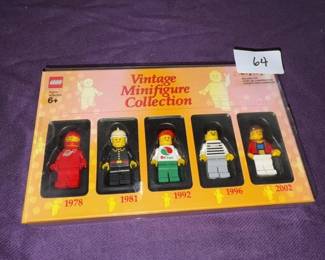 64
LEGO
6+
Vintage
Minifigure
Collection
1978
1981
1992
1996
2002